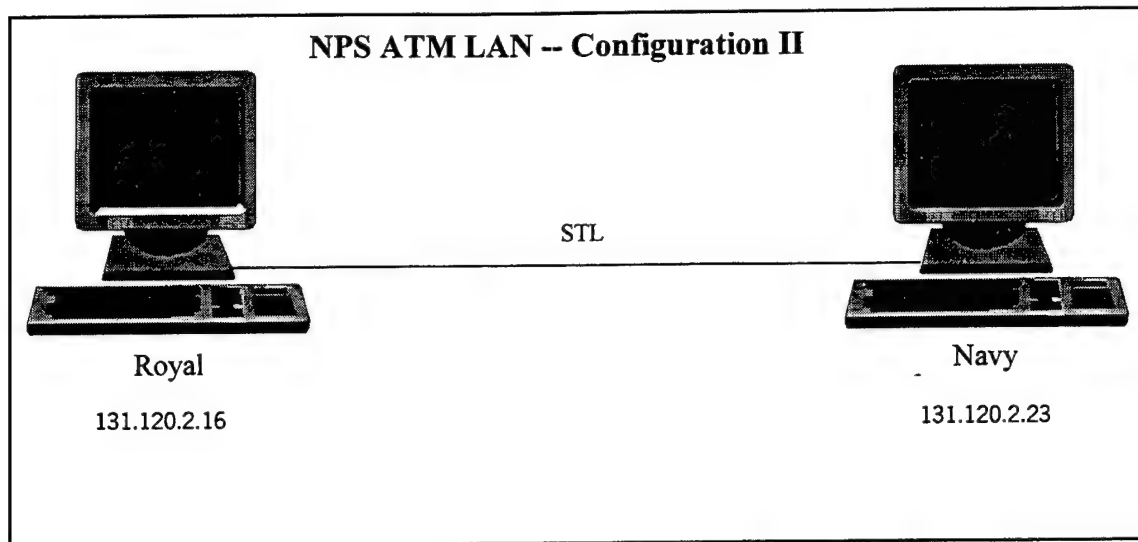 NPS ATM LAN -- Configuration II
STL
Royal
Navy
131.120.2.16
131.120.2.23